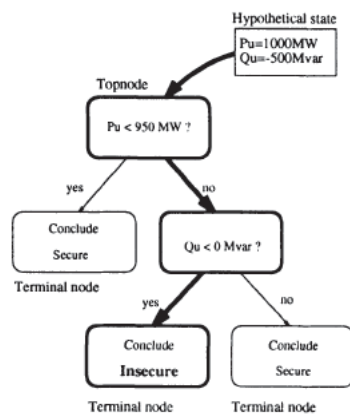 Hypothetical state
Pu=1000MW
Qu=-500Mvar
Topnode
Pu < 950 MW ?
yes
no
Conclude
Secure
Terminal node
Qu < 0 Mvar ?
yes
no
Conclude
Insecure
Terminal node
Conclude
Secure
Terminal node